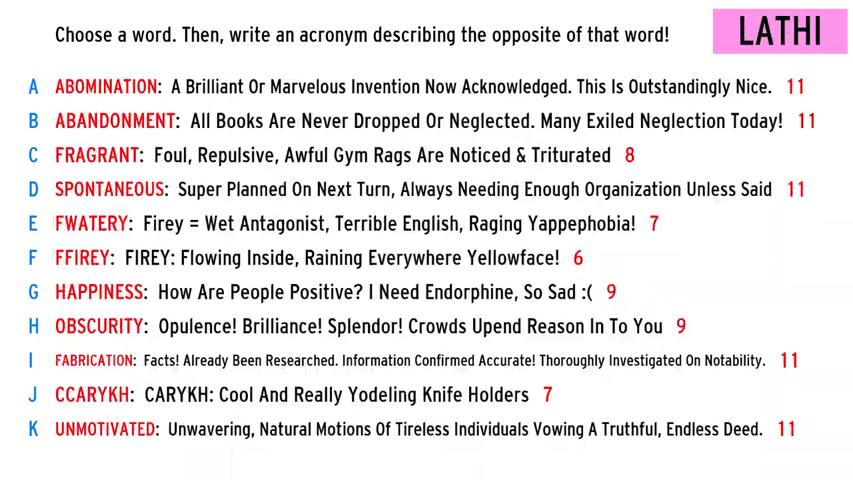 Choose a word. Then, write an acronym describing the opposite of that word!
LATHI
A ABOMINATION: A Brilliant Or Marvelous Invention Now Acknowledged. This Is Outstandingly Nice. 11
B ABANDONMENT: All Books Are Never Dropped Or Neglected. Many Exiled Neglection Today! 11
C FRAGRANT: Foul, Repulsive, Awful Gym Rags Are Noticed & Triturated 8
D SPONTANEOUS: Super Planned On Next Turn, Always Needing Enough Organization Unless Said 11
E FWATERY: Firey = Wet Antagonist, Terrible English, Raging Yappephobia! 7
F FFIREY: FIREY: Flowing Inside, Raining Everywhere Yellowface! 6
G HAPPINESS: How Are People Positive? I Need Endorphine, So Sad :( 9
H OBSCURITY: Opulence! Brilliance! Splendor! Crowds Upend Reason In To You 9
I FABRICATION: Facts! Already Been Researched. Information Confirmed Accurate! Thoroughly Investigated On Notability. 11
J CCARYKH: CARYKH: Cool And Really Yodeling Knife Holders 7
K UNMOTIVATED: Unwavering, Natural Motions Of Tireless Individuals Vowing A Truthful, Endless Deed. 11